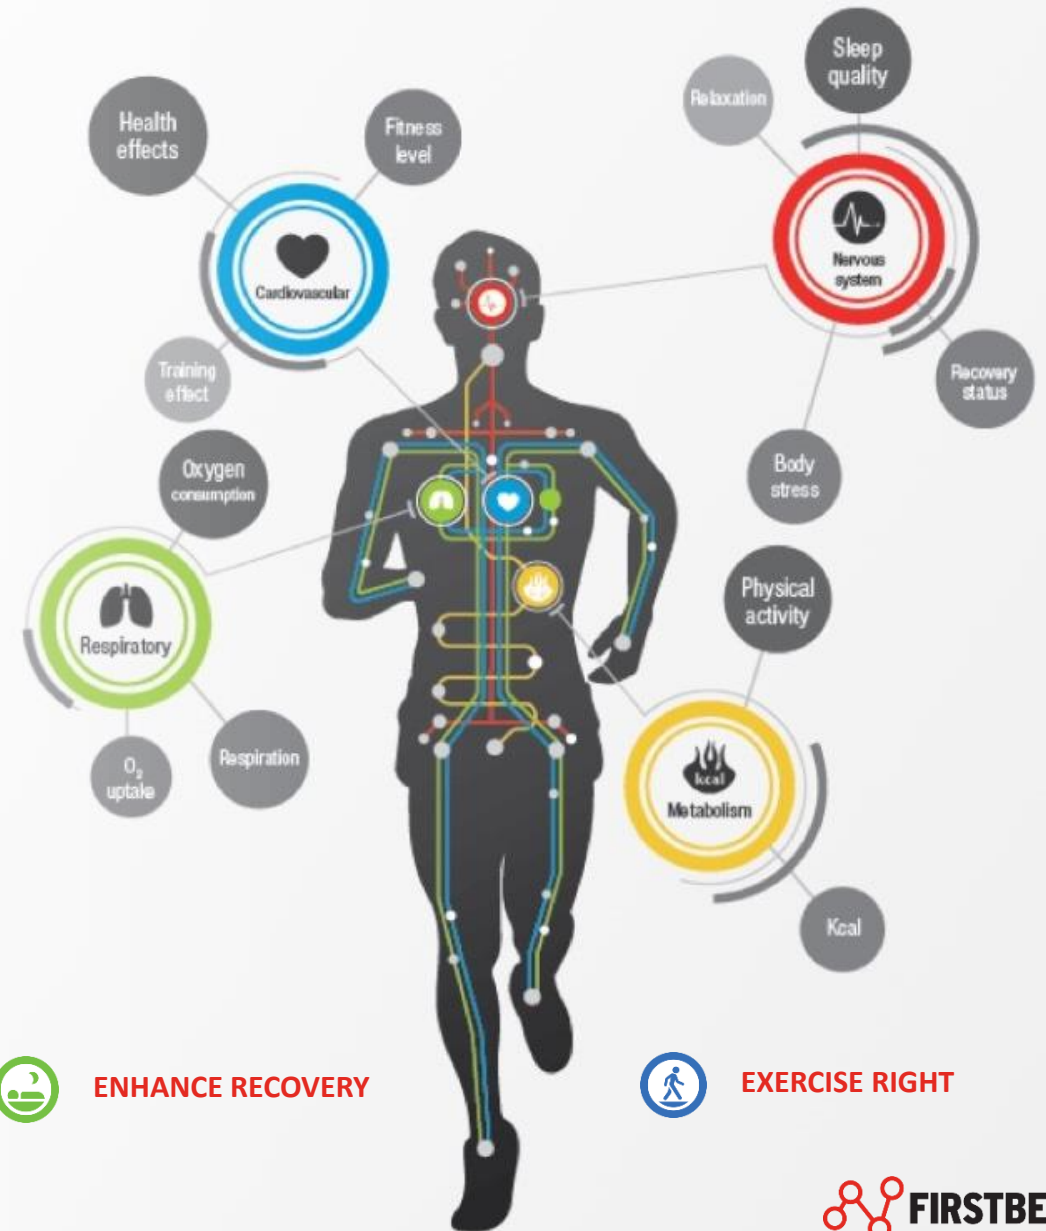 Sleep
quality
Relaxation
Health
effects
Fitness
level
Nervous
system
Cardiovascular
Training
effect
Recovery
status
Oxygen
consumption
Body
stress
Physical
activity
Respiratory
O₂
uptake
Respiration
kcal
Metabolism
Kcal
ENHANCE RECOVERY
EXERCISE RIGHT
FIRSTBE